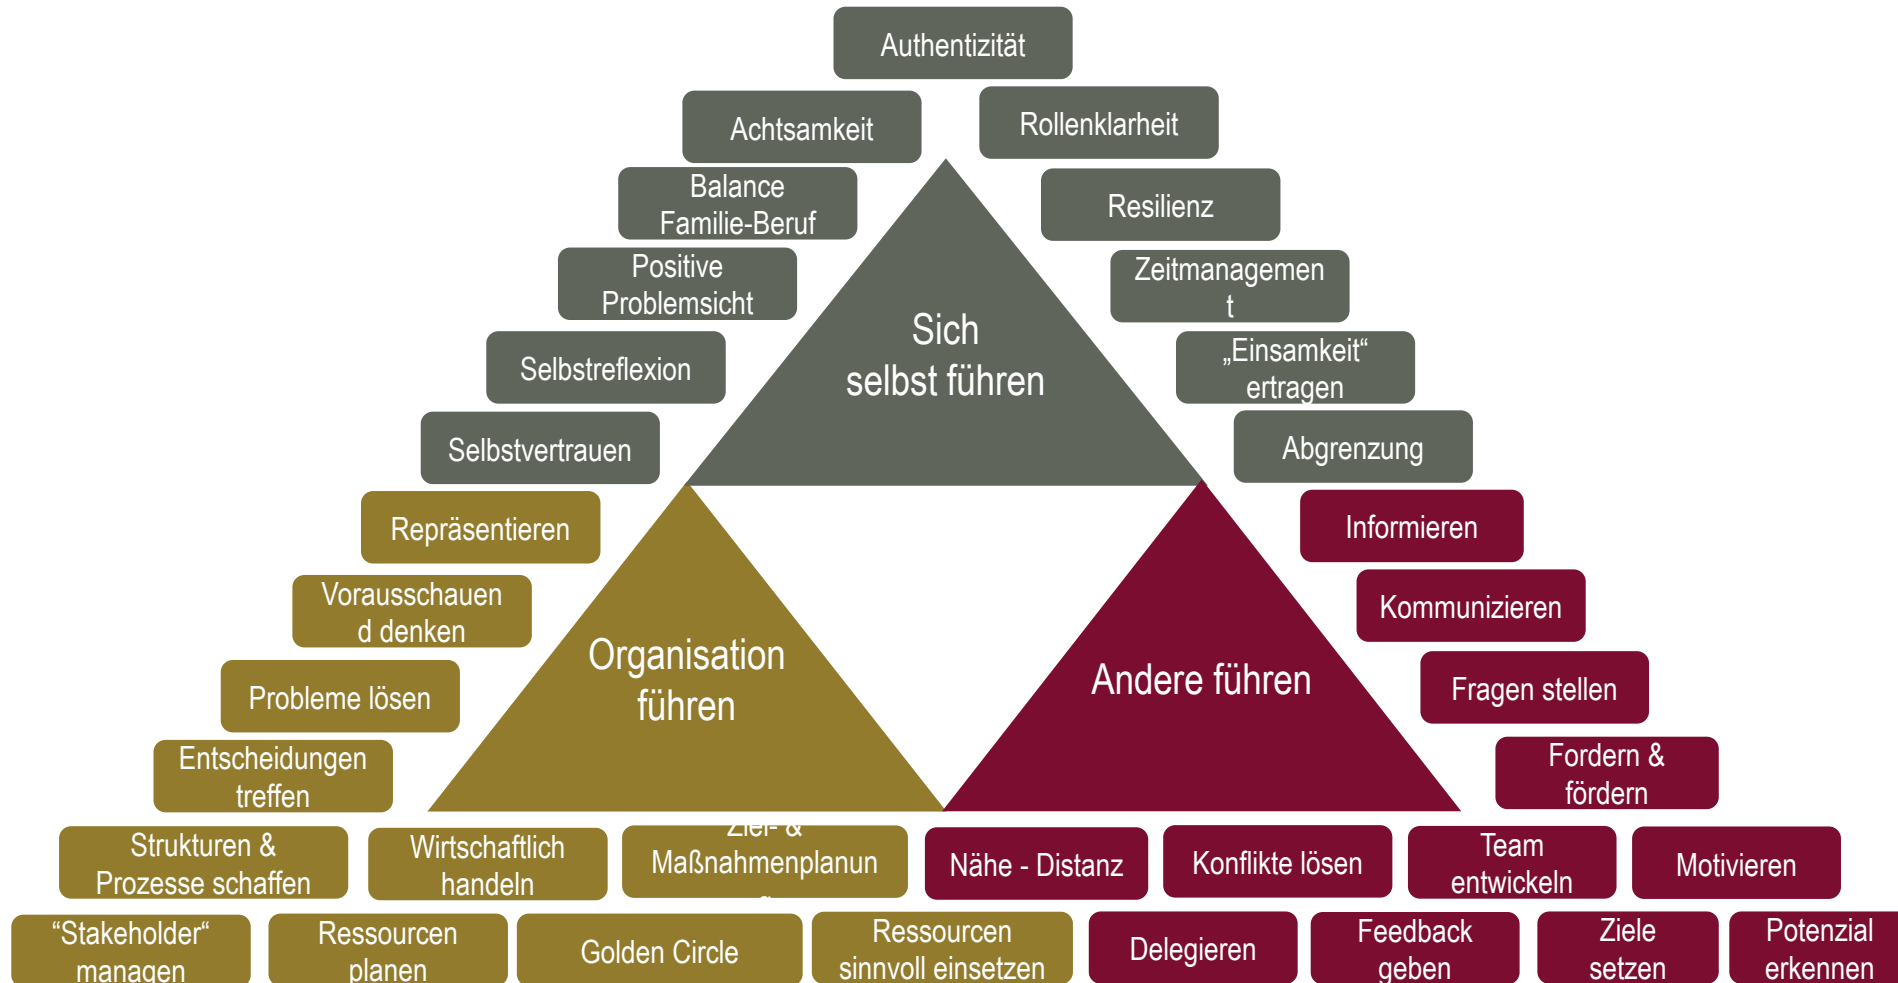 Authentizität
Achtsamkeit
Rollenklarheit
Balance
Familie-Beruf
Resilienz
Positive
Problemsicht
Zeitmanagemen
t
Sich
selbst führen
Selbstreflexion
„Einsamkeit“
ertragen
Selbstvertrauen
Abgrenzung
Repräsentieren
Informieren
Vorausschauen
d denken
Kommunizieren
Organisation
führen
Andere führen
Probleme lösen
Fragen stellen
Entscheidungen
treffen
Fordern &
fördern
Strukturen &
Prozesse schaffen
Wirtschaftlich
handeln
Ziel- &
Maßnahmenplanun
g
Nähe - Distanz
Konflikte lösen
Team
entwickeln
Motivieren
“Stakeholder“
managen
Ressourcen
planen
Golden Circle
Ressourcen
sinnvoll einsetzen
Delegieren
Feedback
geben
Ziele
setzen
Potenzial
erkennen